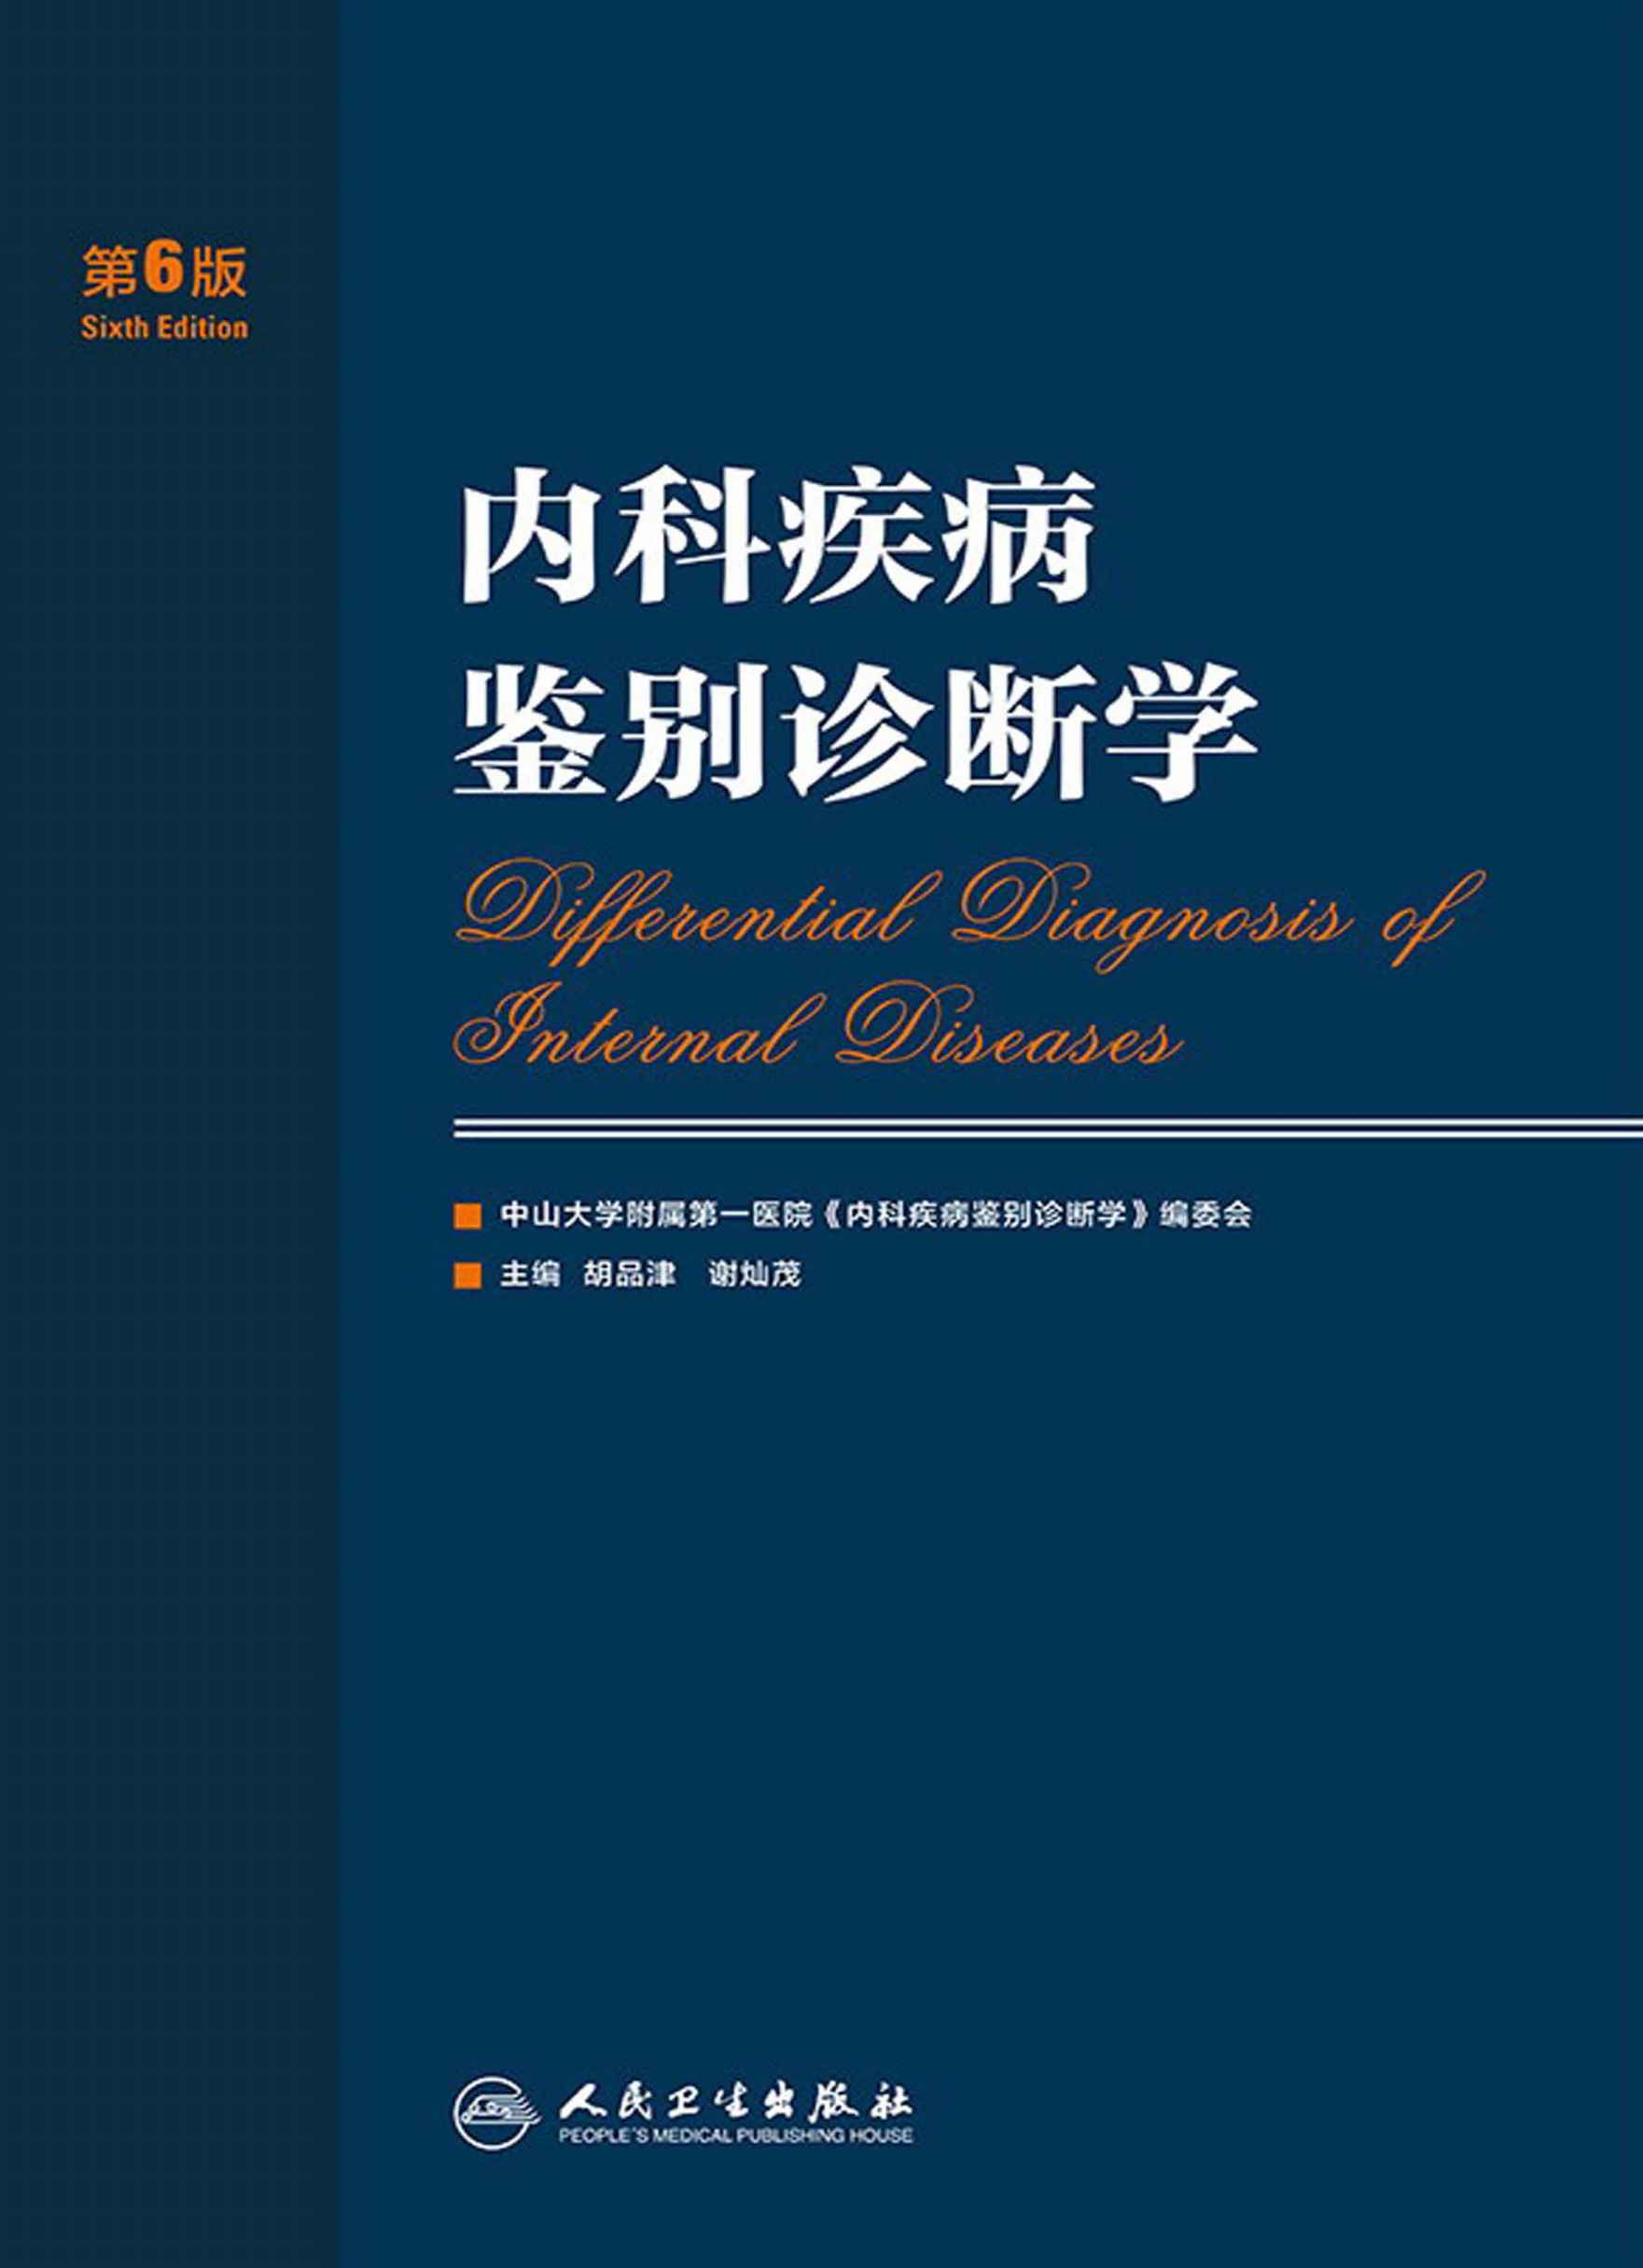 第6版
Sixth Edition
内科疾病
鉴别诊断学
Differential Diagnosis of
Internal Diseases
中山大学附属第一医院《内科疾病鉴别诊断学》编委会
主编 胡品津 谢灿茂
人民卫生出版社
PEOPLE'S MEDICAL PUBLISHING HOUSE